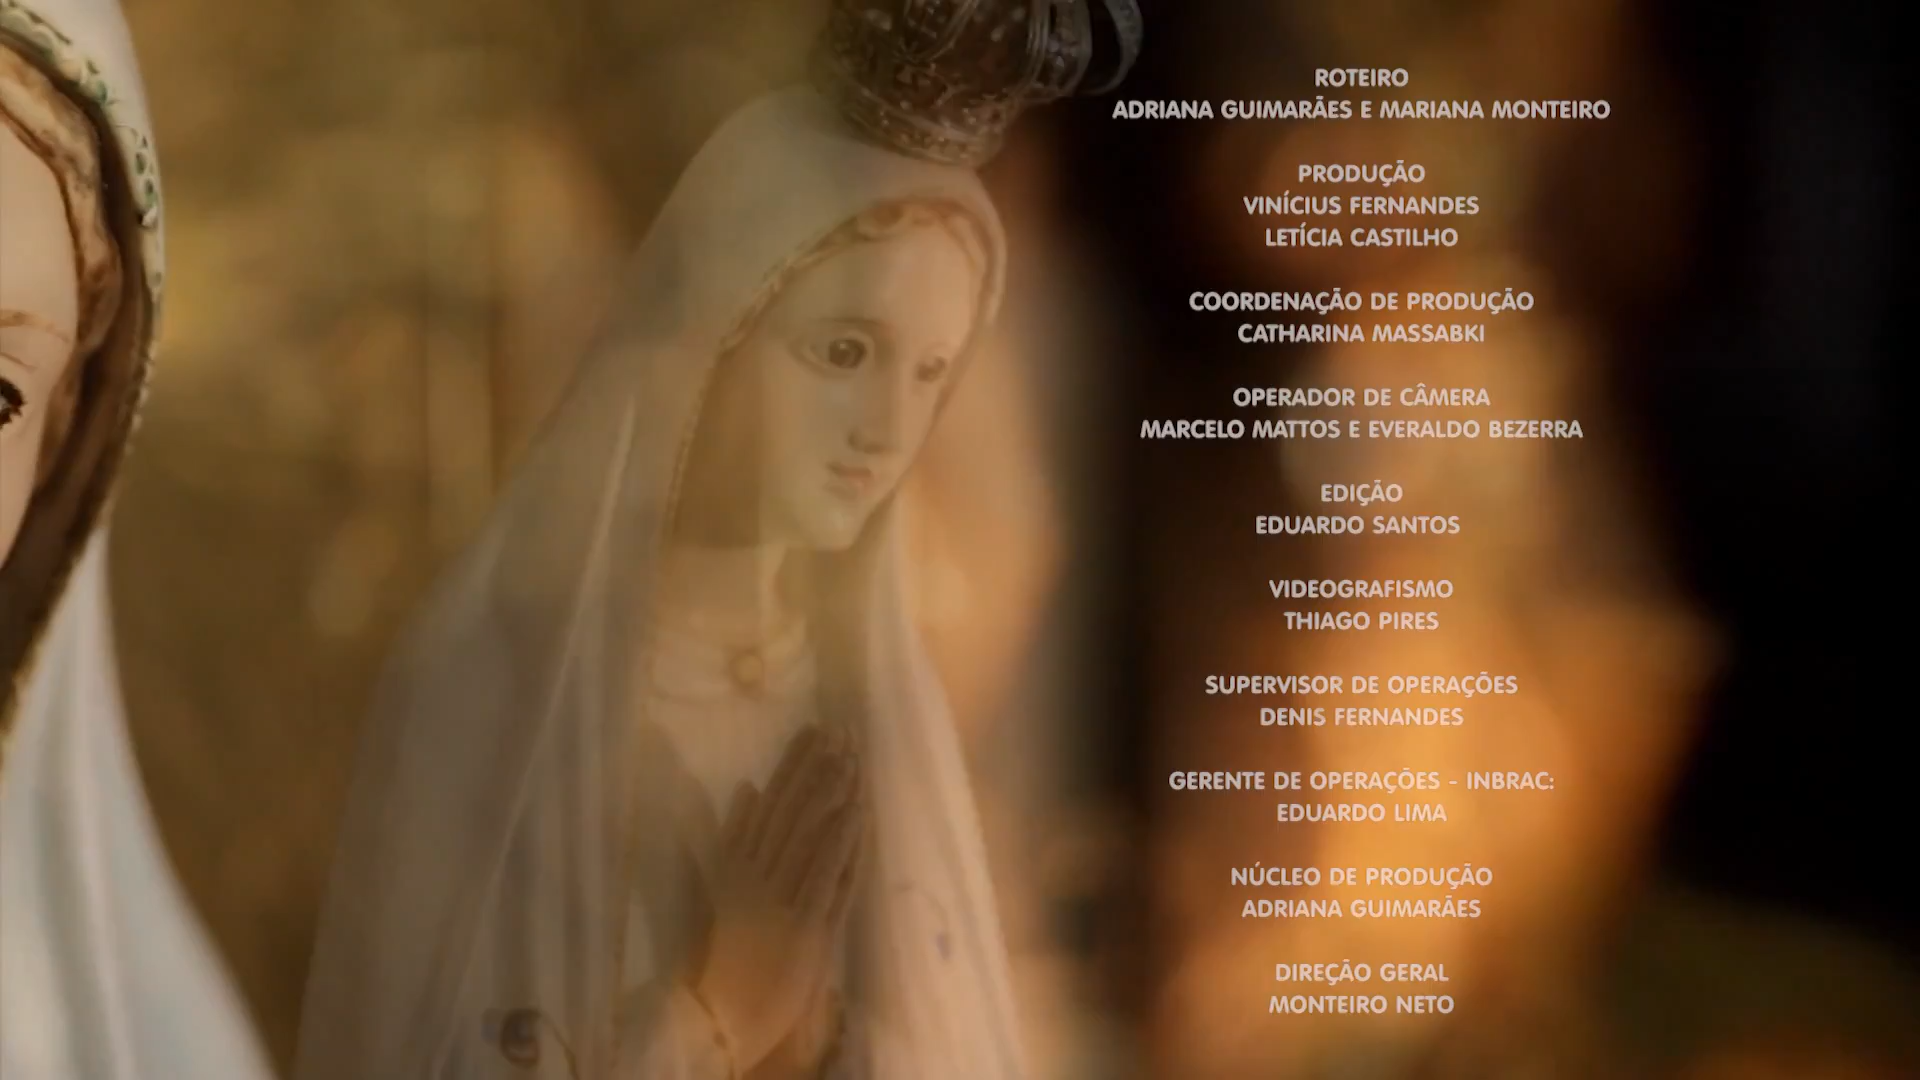 ROTEIRO
ADRIANA GUIMARÃES E MARIANA MONTEIRO
PRODUÇÃO
VINÍCIUS FERNANDES
LETÍCIA CASTILHO
COORDENAÇÃO DE PRODUÇÃO
CATHARINA MASSABKI
OPERADOR DE CÂMERA
MARCELO MATTOS E EVERALDO BEZERRA
EDIÇÃO
EDUARDO SANTOS
VIDEOGRAFISMO
THIAGO PIRES
SUPERVISOR DE OPERAÇÕES
DENIS FERNANDES
GERENTE DE OPERAÇÕES - INBRAC:
EDUARDO LIMA
NÚCLEO DE PRODUÇÃO
ADRIANA GUIMARÃES
DIREÇÃO GERAL
MONTEIRO NETO